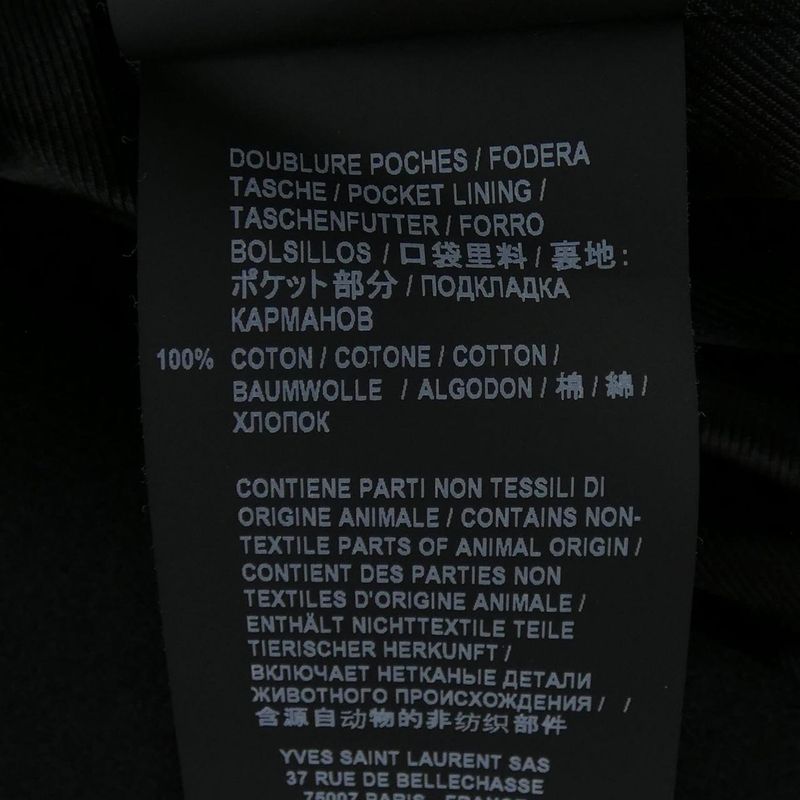 DOUBLURE POCHES / FODERA
TASCHE / POCKET LINING /
TASCHENFUTTER / FORRO
BOLSILLOS / 口袋里料 / 裏地:
ポケット部分 / ПОДКЛАДКА
КАРМАНОВ
100% COTON / COTONE / COTTON /
BAUMWOLLE / ALGODON / 棉 / 綿 /
ХЛОПОК
CONTIENE PARTI NON TESSILI DI
ORIGINE ANIMALE / CONTAINS NON-
TEXTILE PARTS OF ANIMAL ORIGIN /
CONTIENT DES PARTIES NON
TEXTILES D'ORIGINE ANIMALE /
ENTHÄLT NICHTTEXTILE TEILE
TIERISCHER HERKUNFT /
ВКЛЮЧАЕТ НЕТКАНЫЕ ДЕТАЛИ
ЖИВОТНОГО ПРОИСХОЖДЕНИЯ / /
含源自动物的非纺织部件
YVES SAINT LAURENT SAS
37 RUE DE BELLECHASSE
75007 PARIS - FRANCE